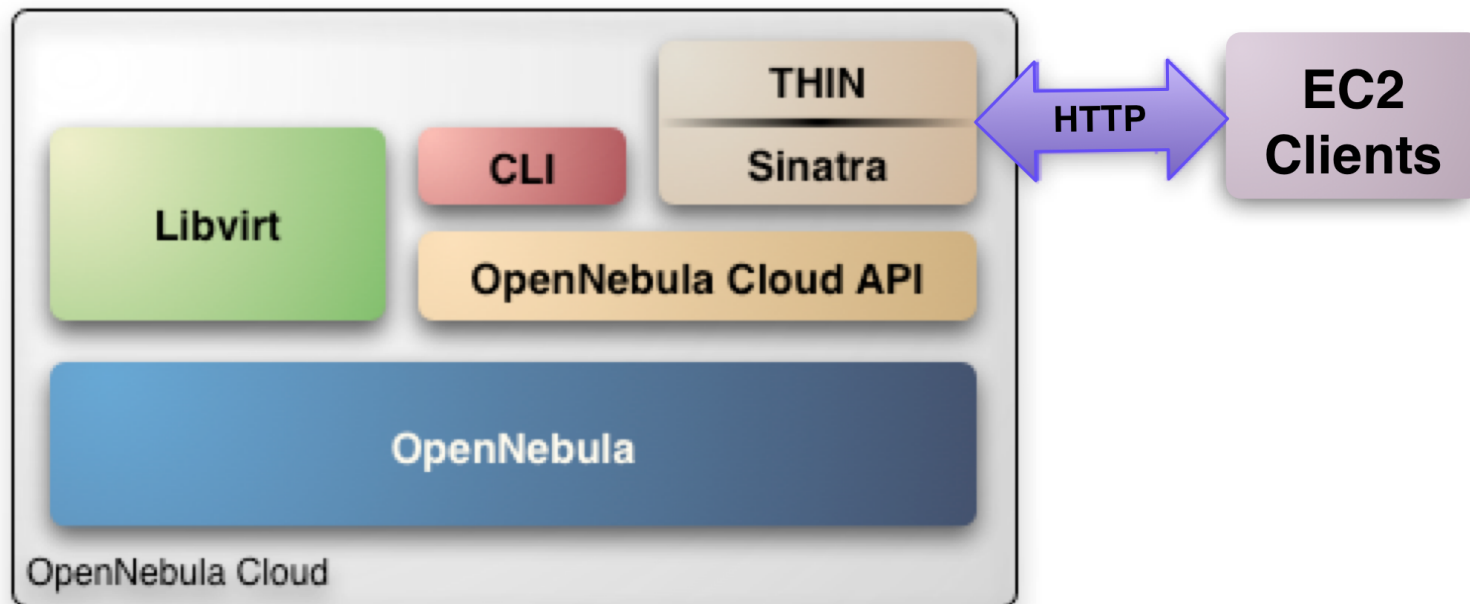 THIN
Sinatra
HTTP
EC2
Clients
CLI
Libvirt
OpenNebula Cloud API
OpenNebula
OpenNebula Cloud